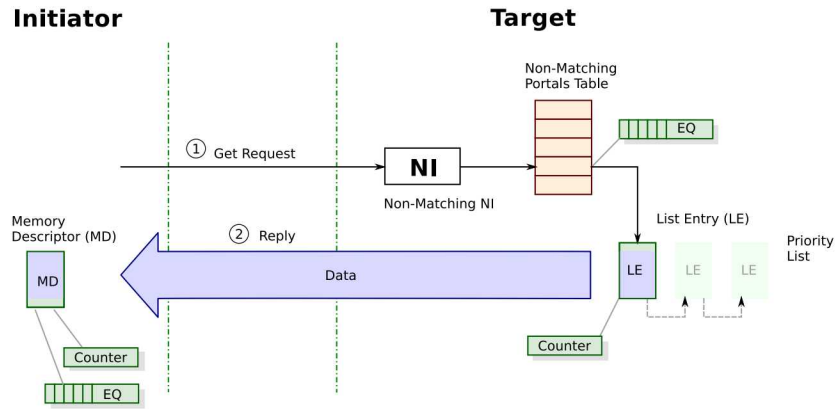 Initiator
Target
Non-Matching
Portals Table
EQ
1 Get Request
NI
Non-Matching NI
List Entry (LE)
Memory
Descriptor (MD)
2 Reply
Priority
List
MD
Data
LE
LE
LE
Counter
Counter
EQ